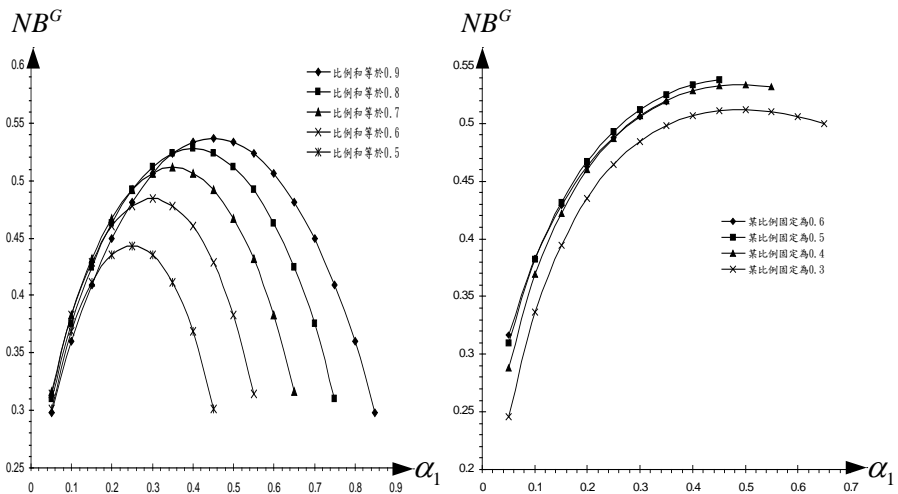 NB^G
0.6
0.55
0.5
0.45
0.4
0.35
0.3
0.25
0
0.1
0.2
0.3
0.4
0.5
0.6
0.7
0.8
0.9
α₁
比例和等於0.9
比例和等於0.8
比例和等於0.7
比例和等於0.6
比例和等於0.5
NB^G
0.55
0.5
0.45
0.4
0.35
0.3
0.25
0.2
0
0.1
0.2
0.3
0.4
0.5
0.6
0.7
α₁
某比例固定為0.6
某比例固定為0.5
某比例固定為0.4
某比例固定為0.3